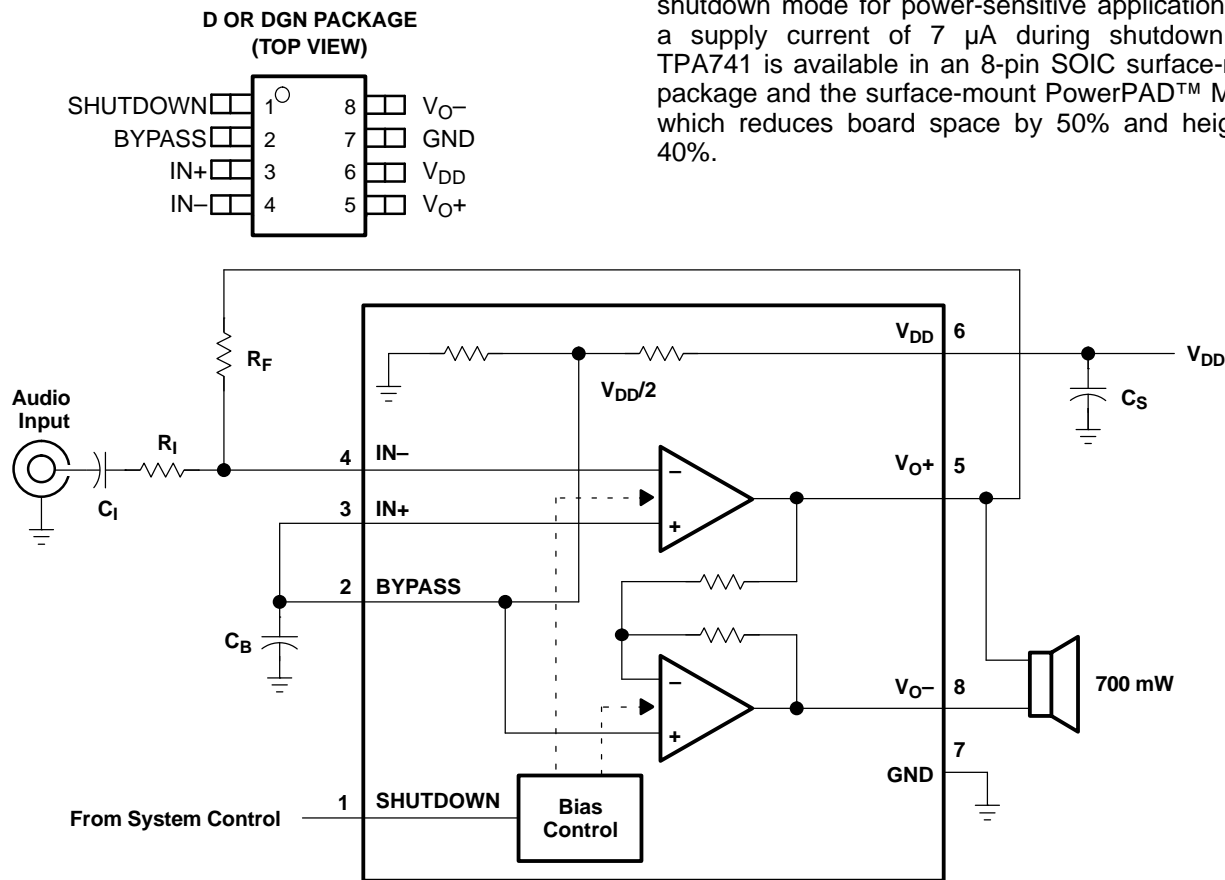 D OR DGN PACKAGE
(TOP VIEW)
SHUTDOWN 1 8 VO–
BYPASS 2 7 GND
IN+ 3 6 VDD
IN– 4 5 VO+
shutdown mode for power-sensitive application
a supply current of 7 µA during shutdown
TPA741 is available in an 8-pin SOIC surface-
package and the surface-mount PowerPAD™ M
which reduces board space by 50% and heig
40%.
VDD 6
VDD
RF
VDD/2
CS
Audio
Input
RI
CI
4 IN–
–
VO+ 5
3 IN+
+
2 BYPASS
CB
–
VO– 8
700 mW
+
7
GND
From System Control
1 SHUTDOWN
Bias
Control